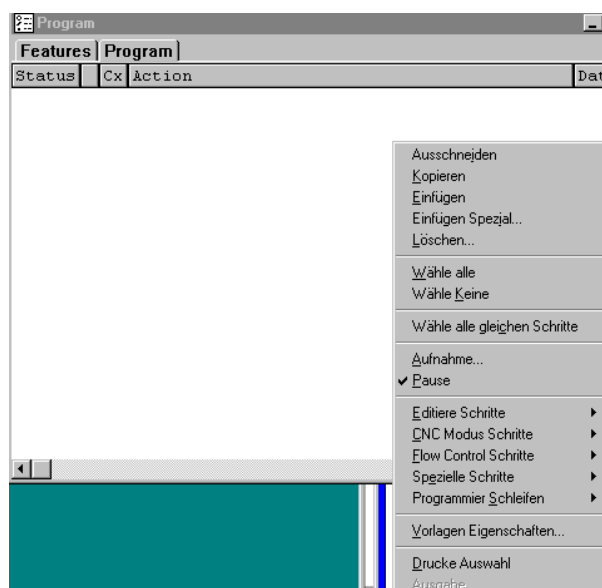 Program
Features Program
Status Cx Action Dat
Ausschneiden
Kopieren
Einfügen
Einfügen Spezial...
Löschen...
Wähle alle
Wähle Keine
Wähle alle gleichen Schritte
Aufnahme...
Pause
Editiere Schritte
CNC Modus Schritte
Flow Control Schritte
Spezielle Schritte
Programmier Schleifen
Vorlagen Eigenschaften...
Drucke Auswahl
Ausgabe